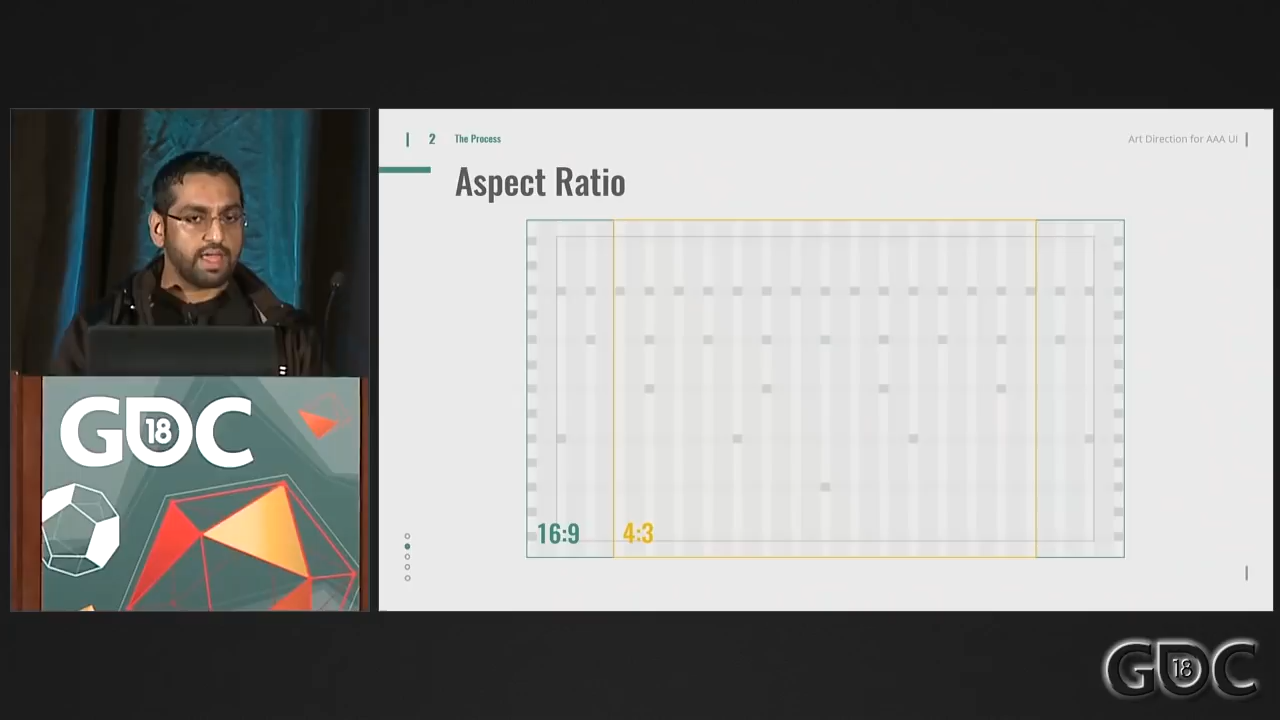 2 The Process
Art Direction for AAA UI
Aspect Ratio
16:9 4:3
GDC 18
GDC 18